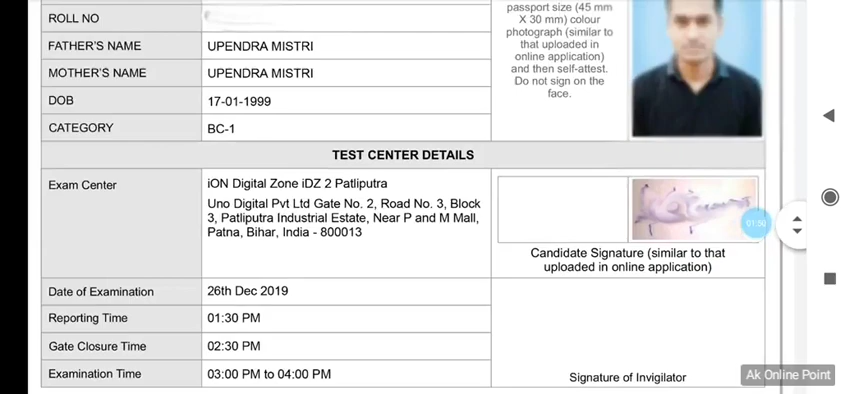 passport size (45 mm
X 30 mm) colour
photograph (similar to
that uploaded in
online application)
and then self-attest.
Do not sign on the
face.
ROLL NO
FATHER'S NAME UPENDRA MISTRI
MOTHER'S NAME UPENDRA MISTRI
DOB 17-01-1999
CATEGORY BC-1
TEST CENTER DETAILS
Exam Center iON Digital Zone iDZ 2 Patliputra
Uno Digital Pvt Ltd Gate No. 2, Road No. 3, Block
3, Patliputra Industrial Estate, Near P and M Mall,
Patna, Bihar, India - 800013
01:50
Candidate Signature (similar to that
uploaded in online application)
Date of Examination 26th Dec 2019
Reporting Time 01:30 PM
Gate Closure Time 02:30 PM
Examination Time 03:00 PM to 04:00 PM
Signature of Invigilator
Ak Online Point